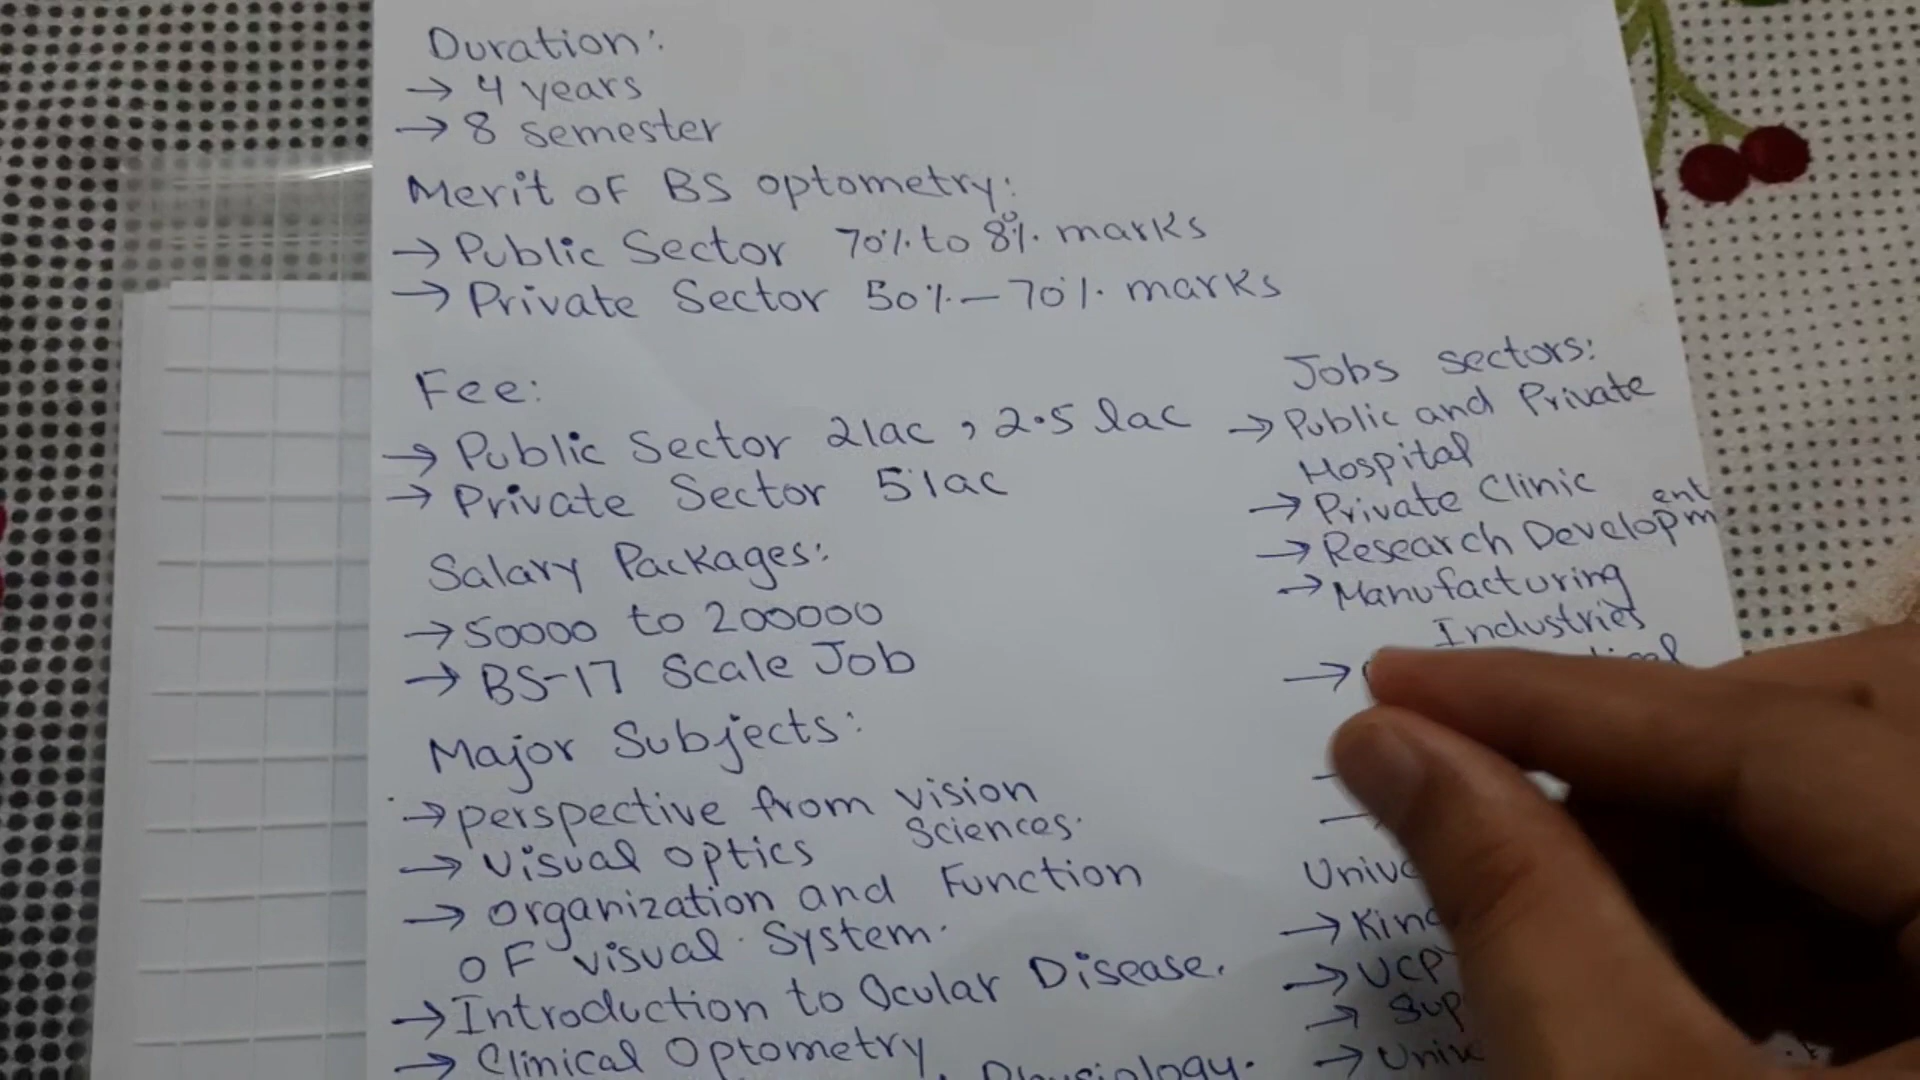 Duration:
→ 4 years
→ 8 semester
Merit of BS optometry:
→ Public Sector 70% to 80% marks
→ Private Sector 50% – 70% marks
Fee:
→ Public Sector 2lac , 2.5 lac
→ Private Sector 5lac
Salary Packages:
→ 50000 to 200000
→ BS-17 Scale Job
Major Subjects:
→ perspective from vision
Sciences.
→ visual optics
→ organization and Function
of visual System.
→ Introduction to Ocular Disease.
→ Clinical Optometry
Physiology.
Jobs sectors:
→ Public and Private
Hospital
→ Private Clinic
→ Research Development
→ Manufacturing
Industries
→
→ UCP